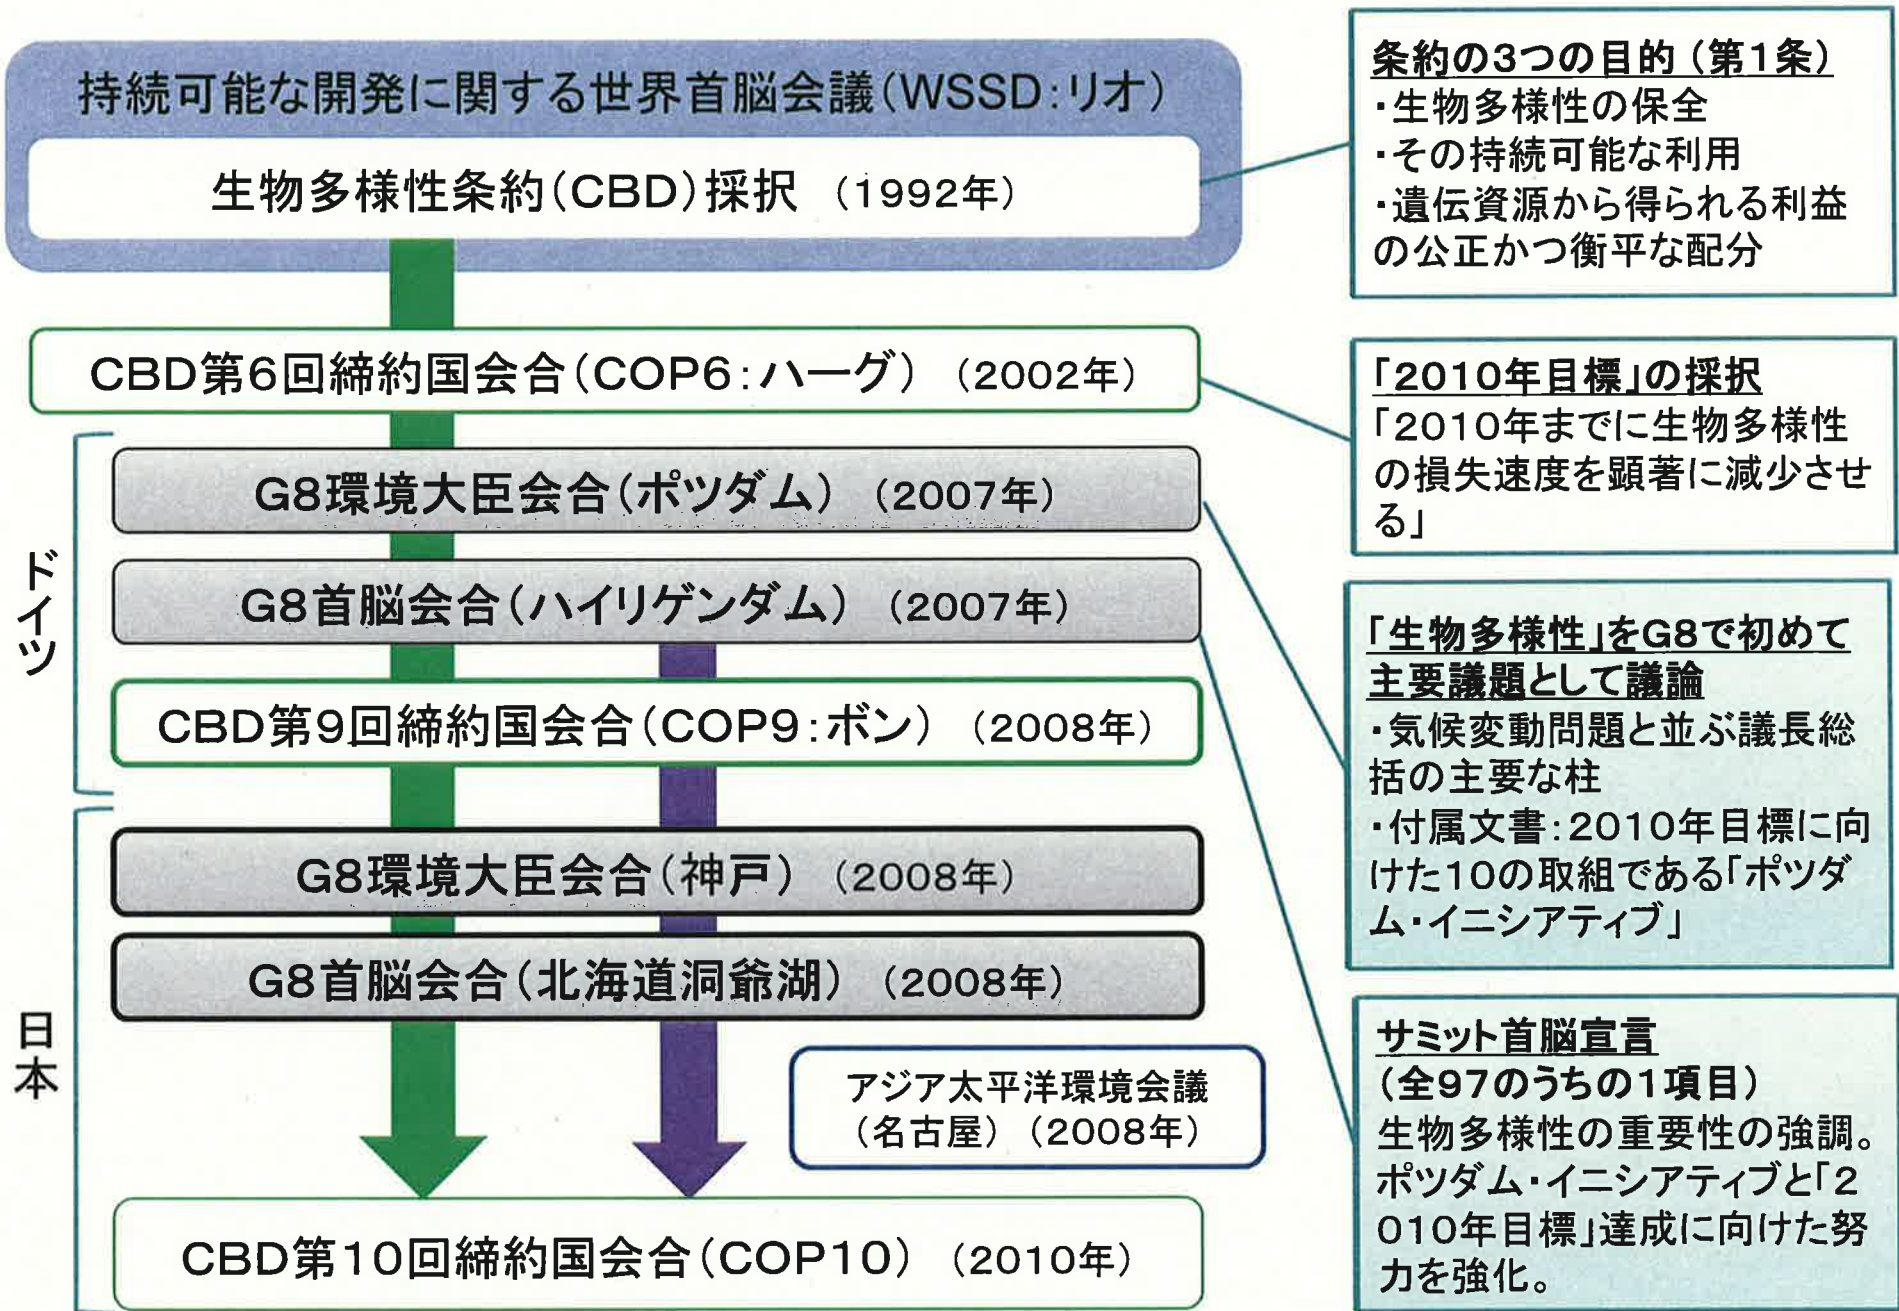 持続可能な開発に関する世界首脳会議(WSSD:リオ)
生物多様性条約(CBD)採択 (1992年)
条約の3つの目的(第1条)
・生物多様性の保全
・その持続可能な利用
・遺伝資源から得られる利益
の公正かつ衡平な配分
CBD第6回締約国会合(COP6:ハーグ) (2002年)
「2010年目標」の採択
「2010年までに生物多様性
の損失速度を顕著に減少させ
る」
ドイツ
G8環境大臣会合(ポツダム) (2007年)
G8首脳会合(ハイリゲンダム) (2007年)
CBD第9回締約国会合(COP9:ボン) (2008年)
「生物多様性」をG8で初めて
主要議題として議論
・気候変動問題と並ぶ議長総
括の主要な柱
・付属文書:2010年目標に向
けた10の取組である「ポツダ
ム・イニシアティブ」
日本
G8環境大臣会合(神戸) (2008年)
G8首脳会合(北海道洞爺湖) (2008年)
アジア太平洋環境会議
(名古屋) (2008年)
CBD第10回締約国会合(COP10) (2010年)
サミット首脳宣言
(全97のうちの1項目)
生物多様性の重要性の強調。
ポツダム・イニシアティブと「2
010年目標」達成に向けた努
力を強化。